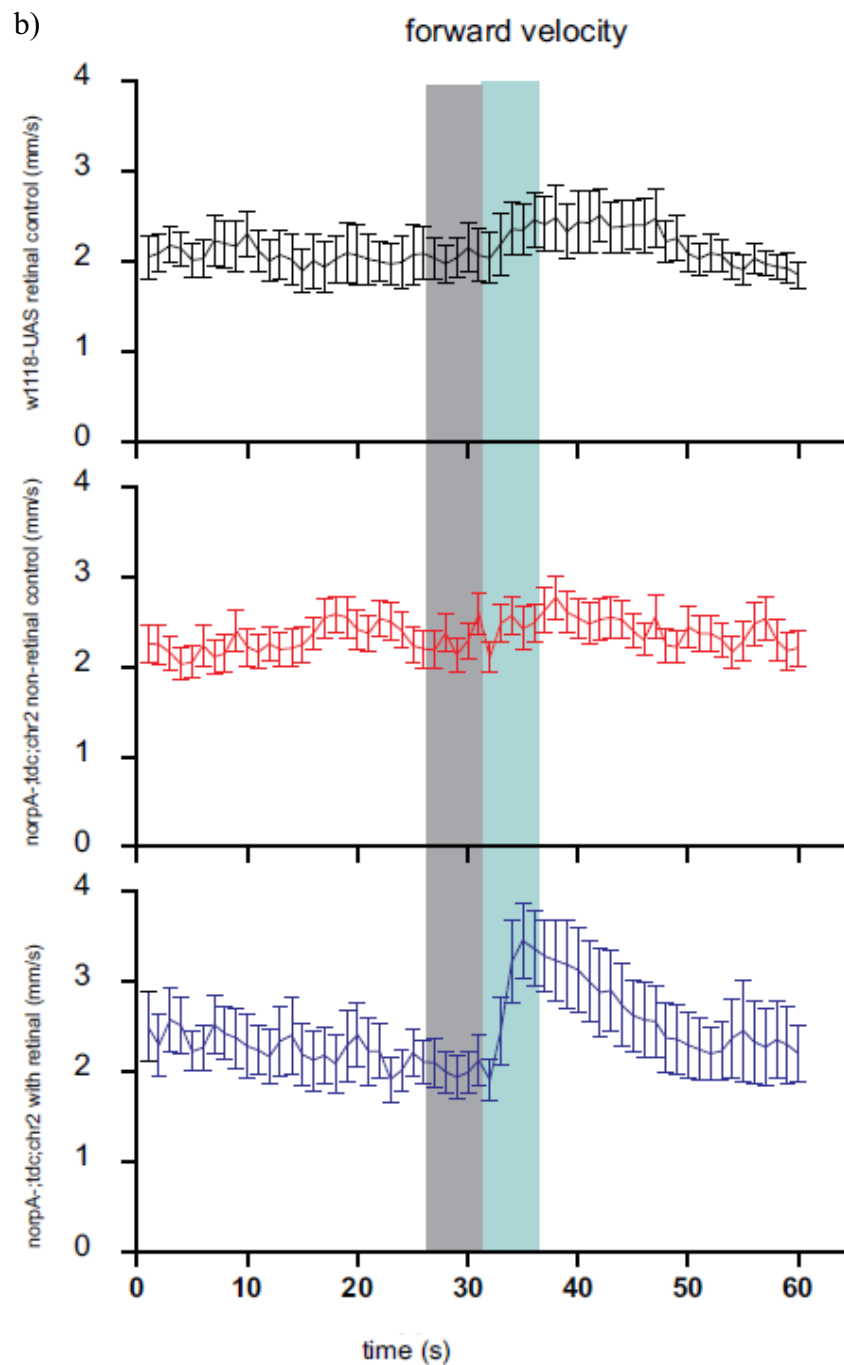 b)
forward velocity
w1118-UAS retinal control (mm/s)
4
3
2
1
0
norpA-;tdc;chr2 non-retinal control (mm/s)
4
3
2
1
0
norpA-;tdc;chr2 with retinal (mm/s)
4
3
2
1
0
0 10 20 30 40 50 60
time (s)